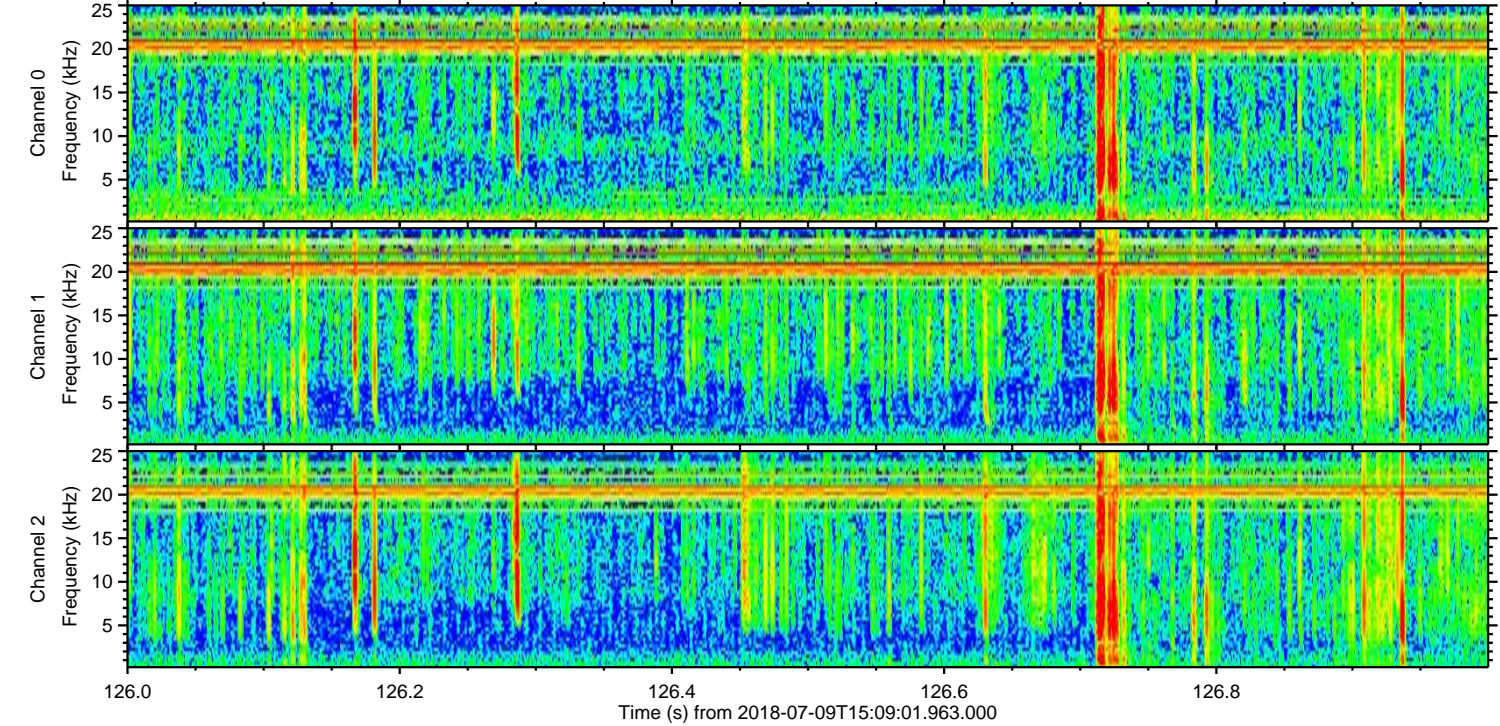 25
20
15
10
5
Channel 0
Frequency (kHz)
25
20
15
10
5
Channel 1
Frequency (kHz)
25
20
15
10
5
Channel 2
Frequency (kHz)
126.0 126.2 126.4 126.6 126.8
Time (s) from 2018-07-09T15:09:01.963.000